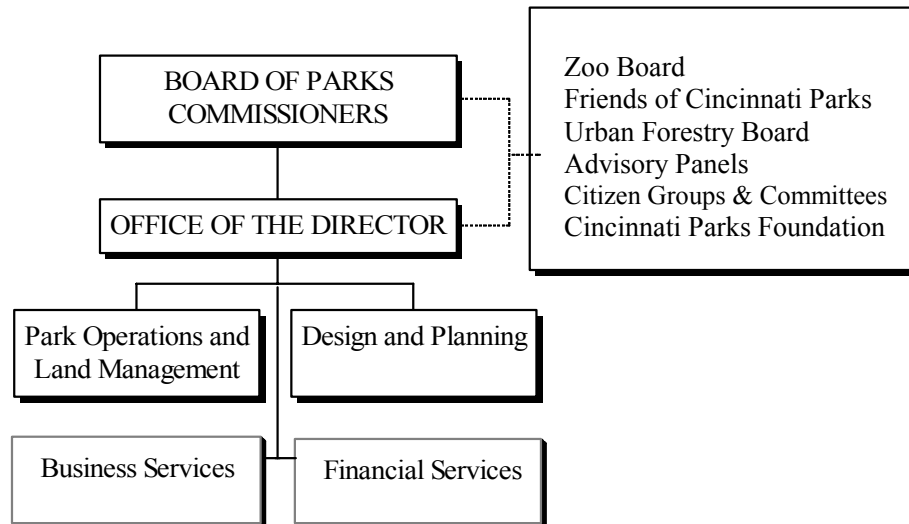 BOARD OF PARKS
COMMISSIONERS
Zoo Board
Friends of Cincinnati Parks
Urban Forestry Board
Advisory Panels
Citizen Groups & Committees
Cincinnati Parks Foundation
OFFICE OF THE DIRECTOR
Park Operations and
Land Management
Design and Planning
Business Services
Financial Services